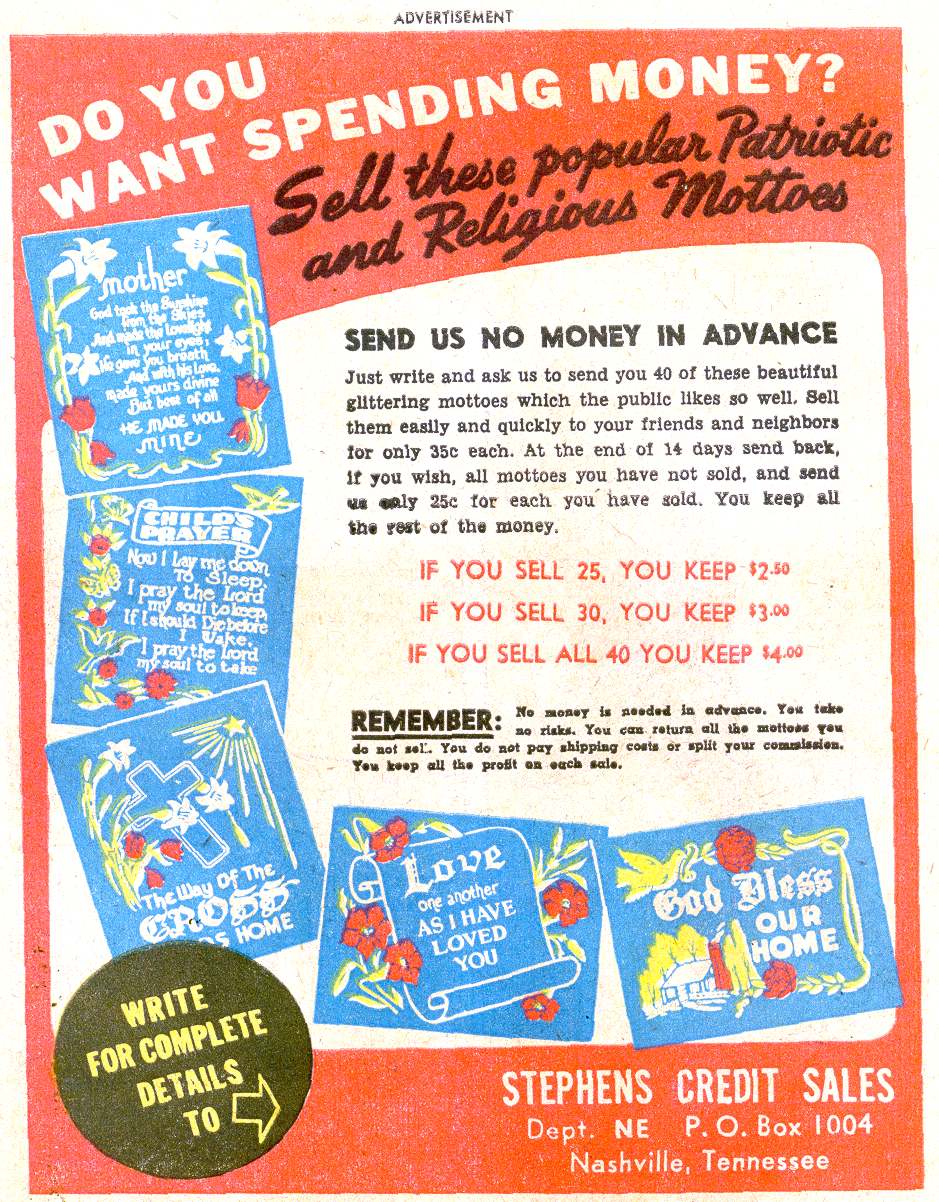 ADVERTISEMENT
DO YOU
WANT SPENDING MONEY?
Sell these popular Patriotic
and Religious Mottoes
mother
God took the Sunshine
from the Skies
And made the lovelight
in your eyes;
He gave you breath
And with his love,
made yours divine
But best of all
HE MADE YOU
MINE
SEND US NO MONEY IN ADVANCE
Just write and ask us to send you 40 of these beautiful
glittering mottoes which the public likes so well. Sell
them easily and quickly to your friends and neighbors
for only 35c each. At the end of 14 days send back,
if you wish, all mottoes you have not sold, and send
us only 25c for each you have sold. You keep all
the rest of the money.
CHILD'S
PRAYER
Now I Lay me down
To Sleep,
I pray the Lord
my soul to keep
If I should Die before
I Wake,
I pray the Lord
my soul to take
IF YOU SELL 25, YOU KEEP $2.50
IF YOU SELL 30, YOU KEEP $3.00
IF YOU SELL ALL 40 YOU KEEP $4.00
REMEMBER: No money is needed in advance. You take
no risks. You can return all the mottoes you
do not sell. You do not pay shipping costs or split your commission.
You keep all the profit on each sale.
The Way Of The
CROSS
HOME
Love
one another
AS I HAVE
LOVED
YOU
God Bless
OUR
HOME
WRITE
FOR COMPLETE
DETAILS
TO
STEPHENS CREDIT SALES
Dept. NE P.O. Box 1004
Nashville, Tennessee